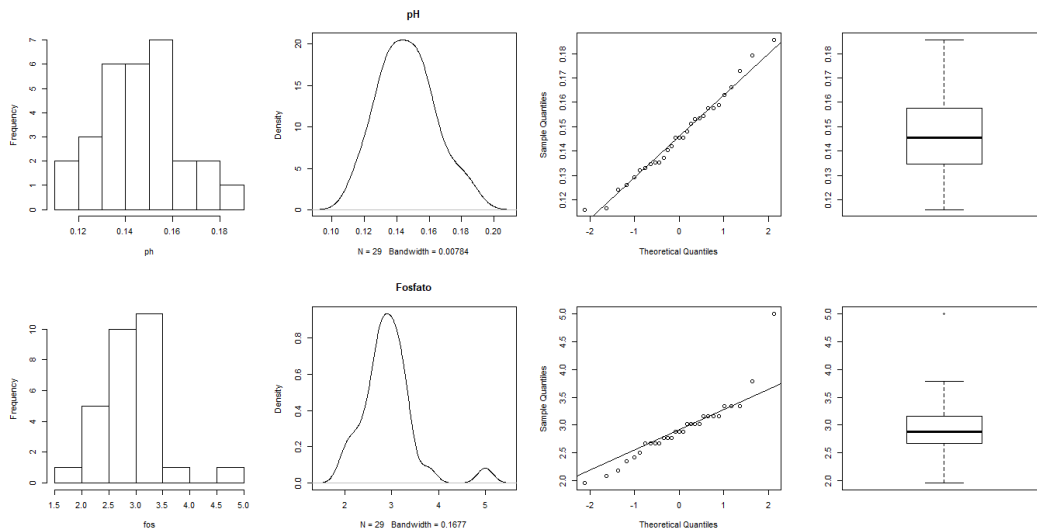 pH
Frequency
0 1 2 3 4 5 6 7
0.12 0.14 0.16 0.18
ph
Density
0 5 10 20
0.10 0.12 0.14 0.16 0.18 0.20
N = 29 Bandwidth = 0.00784
Sample Quantiles
0.12 0.13 0.14 0.15 0.16 0.17 0.18
-2 -1 0 1 2
Theoretical Quantiles
0.12 0.13 0.14 0.15 0.16 0.17 0.18
Fosfato
Frequency
0 2 4 6 8 10
1.5 2.0 2.5 3.0 3.5 4.0 4.5 5.0
fos
Density
0.0 0.2 0.4 0.6 0.8
2 3 4 5
N = 29 Bandwidth = 0.1677
Sample Quantiles
2.0 2.5 3.0 3.5 4.0 4.5 5.0
-2 -1 0 1 2
Theoretical Quantiles
2.0 2.5 3.0 3.5 4.0 4.5 5.0